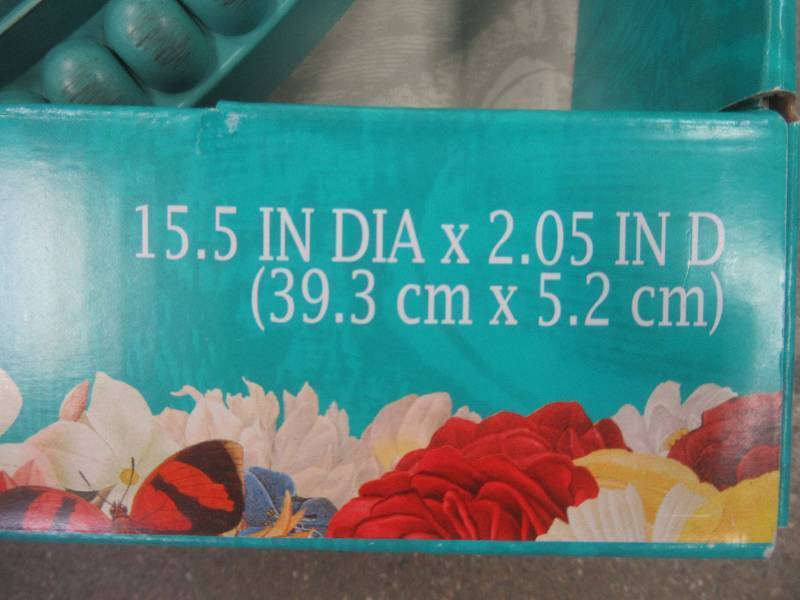 15.5 IN DIA x 2.05 IN D
(39.3 cm x 5.2 cm)